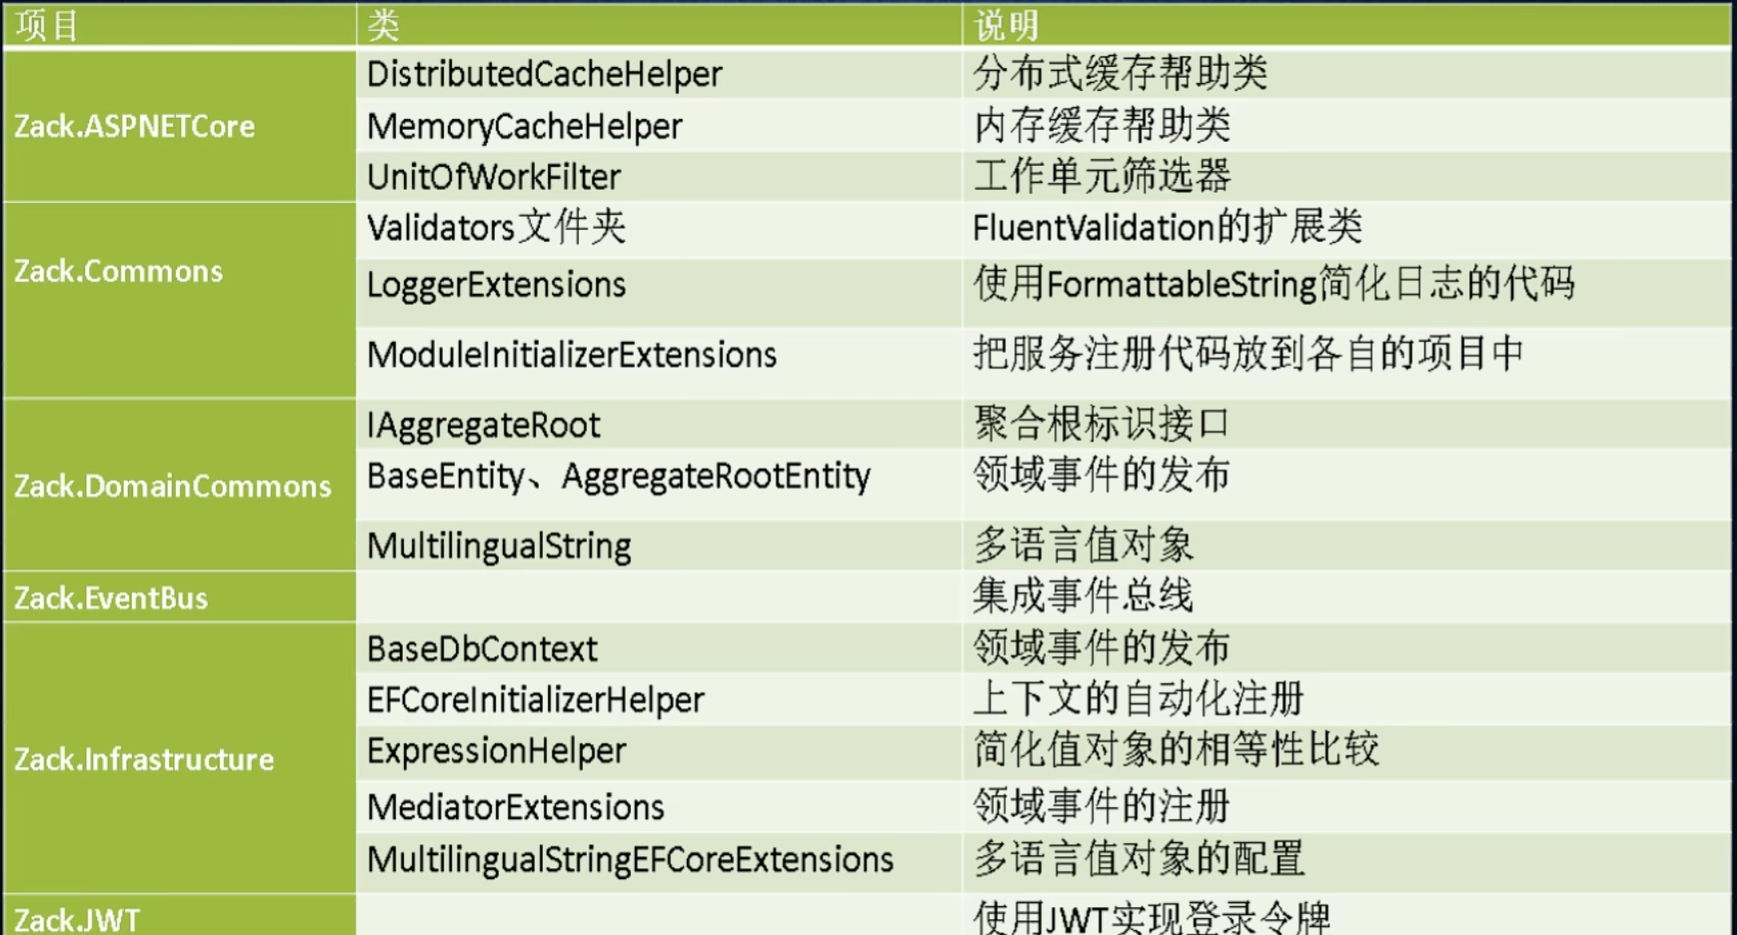 项目 类 说明
Zack.ASPNETCore DistributedCacheHelper 分布式缓存帮助类
MemoryCacheHelper 内存缓存帮助类
UnitOfWorkFilter 工作单元筛选器
Zack.Commons Validators文件夹 FluentValidation的扩展类
LoggerExtensions 使用FormattableString简化日志的代码
ModuleInitializerExtensions 把服务注册代码放到各自的项目中
Zack.DomainCommons IAggregateRoot 聚合根标识接口
BaseEntity、AggregateRootEntity 领域事件的发布
MultilingualString 多语言值对象
Zack.EventBus 集成事件总线
Zack.Infrastructure BaseDbContext 领域事件的发布
EFCoreInitializerHelper 上下文的自动化注册
ExpressionHelper 简化值对象的相等性比较
MediatorExtensions 领域事件的注册
MultilingualStringEFCoreExtensions 多语言值对象的配置
Zack.JWT 使用JWT实现登录令牌